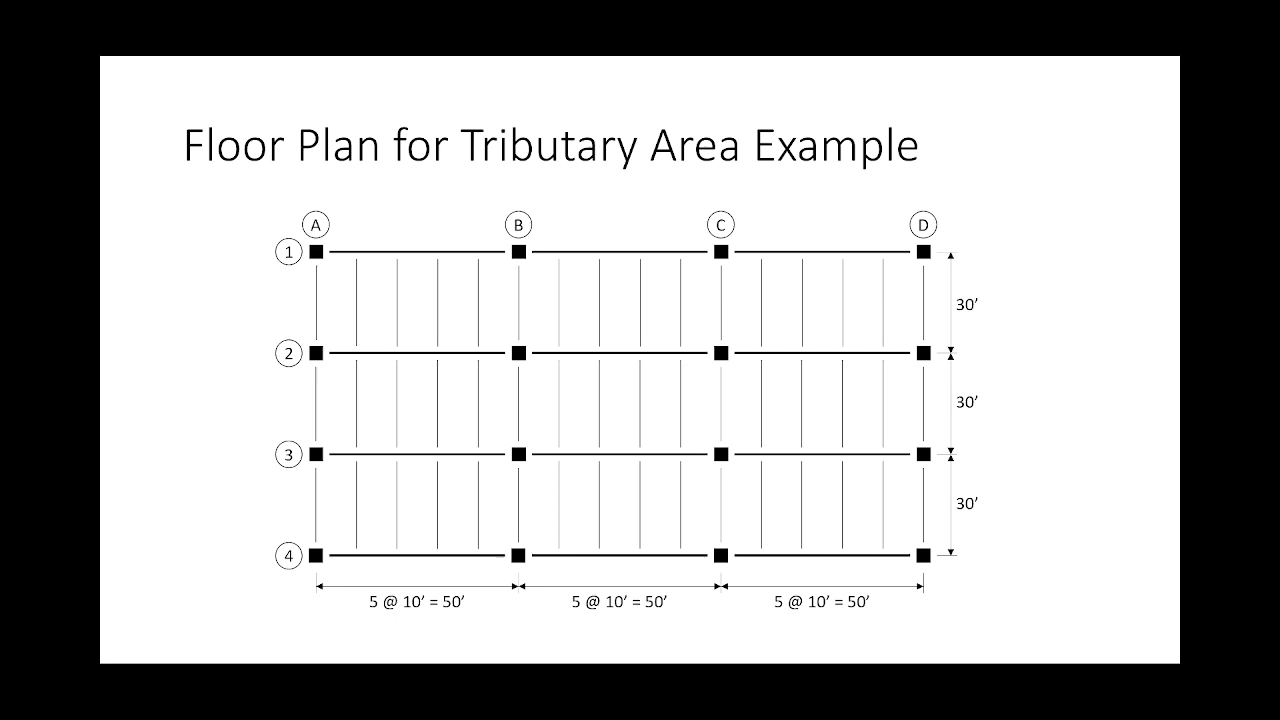 Floor Plan for Tributary Area Example
A B C D
1
30’
2
30’
3
30’
4
5 @ 10’ = 50’ 5 @ 10’ = 50’ 5 @ 10’ = 50’